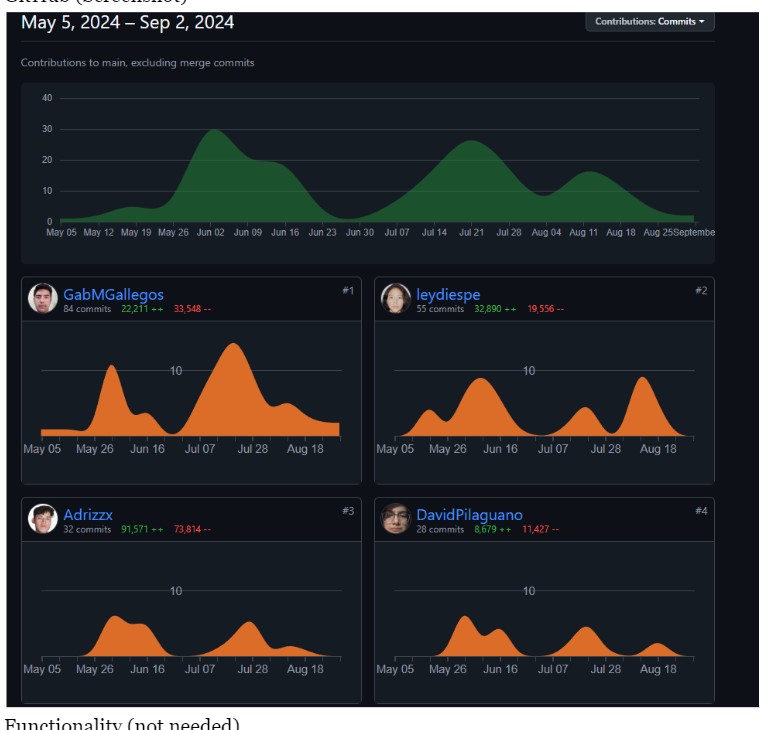 GitHub (Screenshot)
May 5, 2024 – Sep 2, 2024
Contributions: Commits
Contributions to main, excluding merge commits
40
30
20
10
0
May 05 May 12 May 19 May 26 Jun 02 Jun 09 Jun 16 Jun 23 Jun 30 Jul 07 Jul 14 Jul 21 Jul 28 Aug 04 Aug 11 Aug 18 Aug 25 Septembe
GabMGallegos #1
84 commits 22,211 ++ 33,548 --
10
May 05 May 26 Jun 16 Jul 07 Jul 28 Aug 18
leydiespe #2
55 commits 32,890 ++ 19,556 --
10
May 05 May 26 Jun 16 Jul 07 Jul 28 Aug 18
Adrizzx #3
32 commits 91,571 ++ 73,814 --
10
May 05 May 26 Jun 16 Jul 07 Jul 28 Aug 18
DavidPilaguano #4
28 commits 8,679 ++ 11,427 --
10
May 05 May 26 Jun 16 Jul 07 Jul 28 Aug 18
Functionality (not needed)